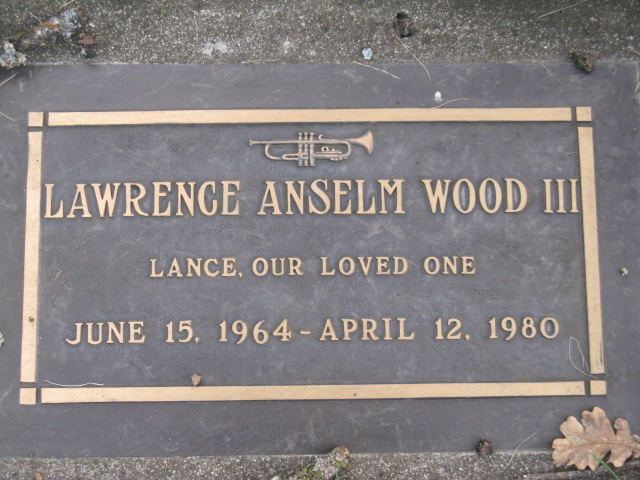 LAWRENCE ANSELM WOOD III
LANCE, OUR LOVED ONE
JUNE 15, 1964 - APRIL 12, 1980